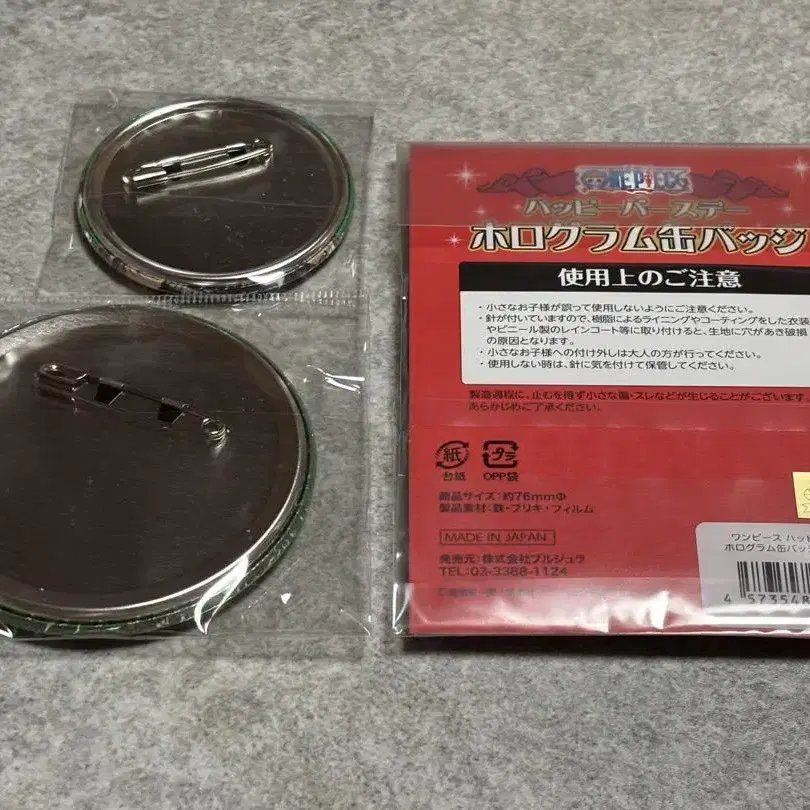 ONE PIECE
ハッピーバースデー
ホログラム缶バッジ
使用上のご注意
・小さなお子様が誤って使用しないようにご注意ください。
・針が付いていますので、樹脂によるライニングやコーティングをした衣装
やビニール製のレインコート等に取り付けると、生地に穴があき破損
の原因となります。
・小さなお子様への付け外しは大人の方が行ってください。
・使用しない時は、針に気を付けて保管してください。
製造過程に、止むを得ず小さな傷・スレなどが生じることがございます。
あらかじめご了承ください。
紙 プラ
台紙 OPP袋
商品サイズ：約76mmΦ
製品素材：鉄・ブリキ・フィルム
MADE IN JAPAN
発売元：株式会社ブルジュラ
TEL:03-3388-1124
ワンピース ハッピ
ホログラム缶バッジ
4 573548